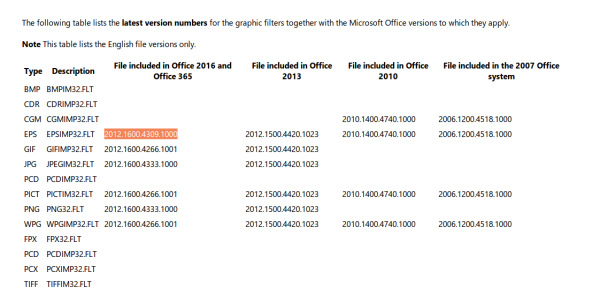 The following table lists the latest version numbers for the graphic filters together with the Microsoft Office versions to which they apply.
Note This table lists the English file versions only.
Type Description File included in Office 2016 and Office 365 File included in Office 2013 File included in Office 2010 File included in the 2007 Office system
BMP BMPIM32.FLT
CDR CDRIMP32.FLT
CGM CGMIMP32.FLT 2010.1400.4740.1000 2006.1200.4518.1000
EPS EPSIMP32.FLT 2012.1600.4309.1000 2012.1500.4420.1023 2010.1400.4740.1000 2006.1200.4518.1000
GIF GIFIMP32.FLT 2012.1600.4266.1001 2012.1500.4420.1023
JPG JPEGIM32.FLT 2012.1600.4333.1000 2012.1500.4420.1023
PCD PCDIMP32.FLT
PICT PICTIM32.FLT 2012.1600.4266.1001 2012.1500.4420.1023 2010.1400.4740.1000 2006.1200.4518.1000
PNG PNG32.FLT 2012.1600.4333.1000 2012.1500.4420.1023
WPG WPGIMP32.FLT 2012.1600.4266.1001 2012.1500.4420.1023 2010.1400.4740.1000 2006.1200.4518.1000
FPX FPX32.FLT
PCD PCDIMP32.FLT
PCX PCXIMP32.FLT
TIFF TIFFIM32.FLT